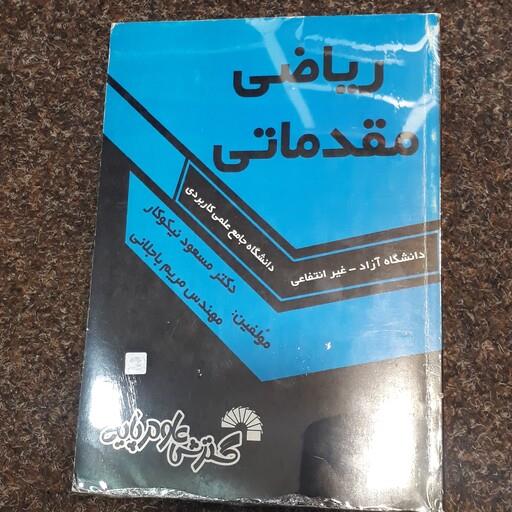 ریاضی
مقدماتی
دانشگاه جامع علمی کاربردی
دانشگاه آزاد - غیر انتفاعی
مؤلفین:
دکتر مسعود نیکوکار
مهندس مریم باجلانی
گسترش علوم پایه